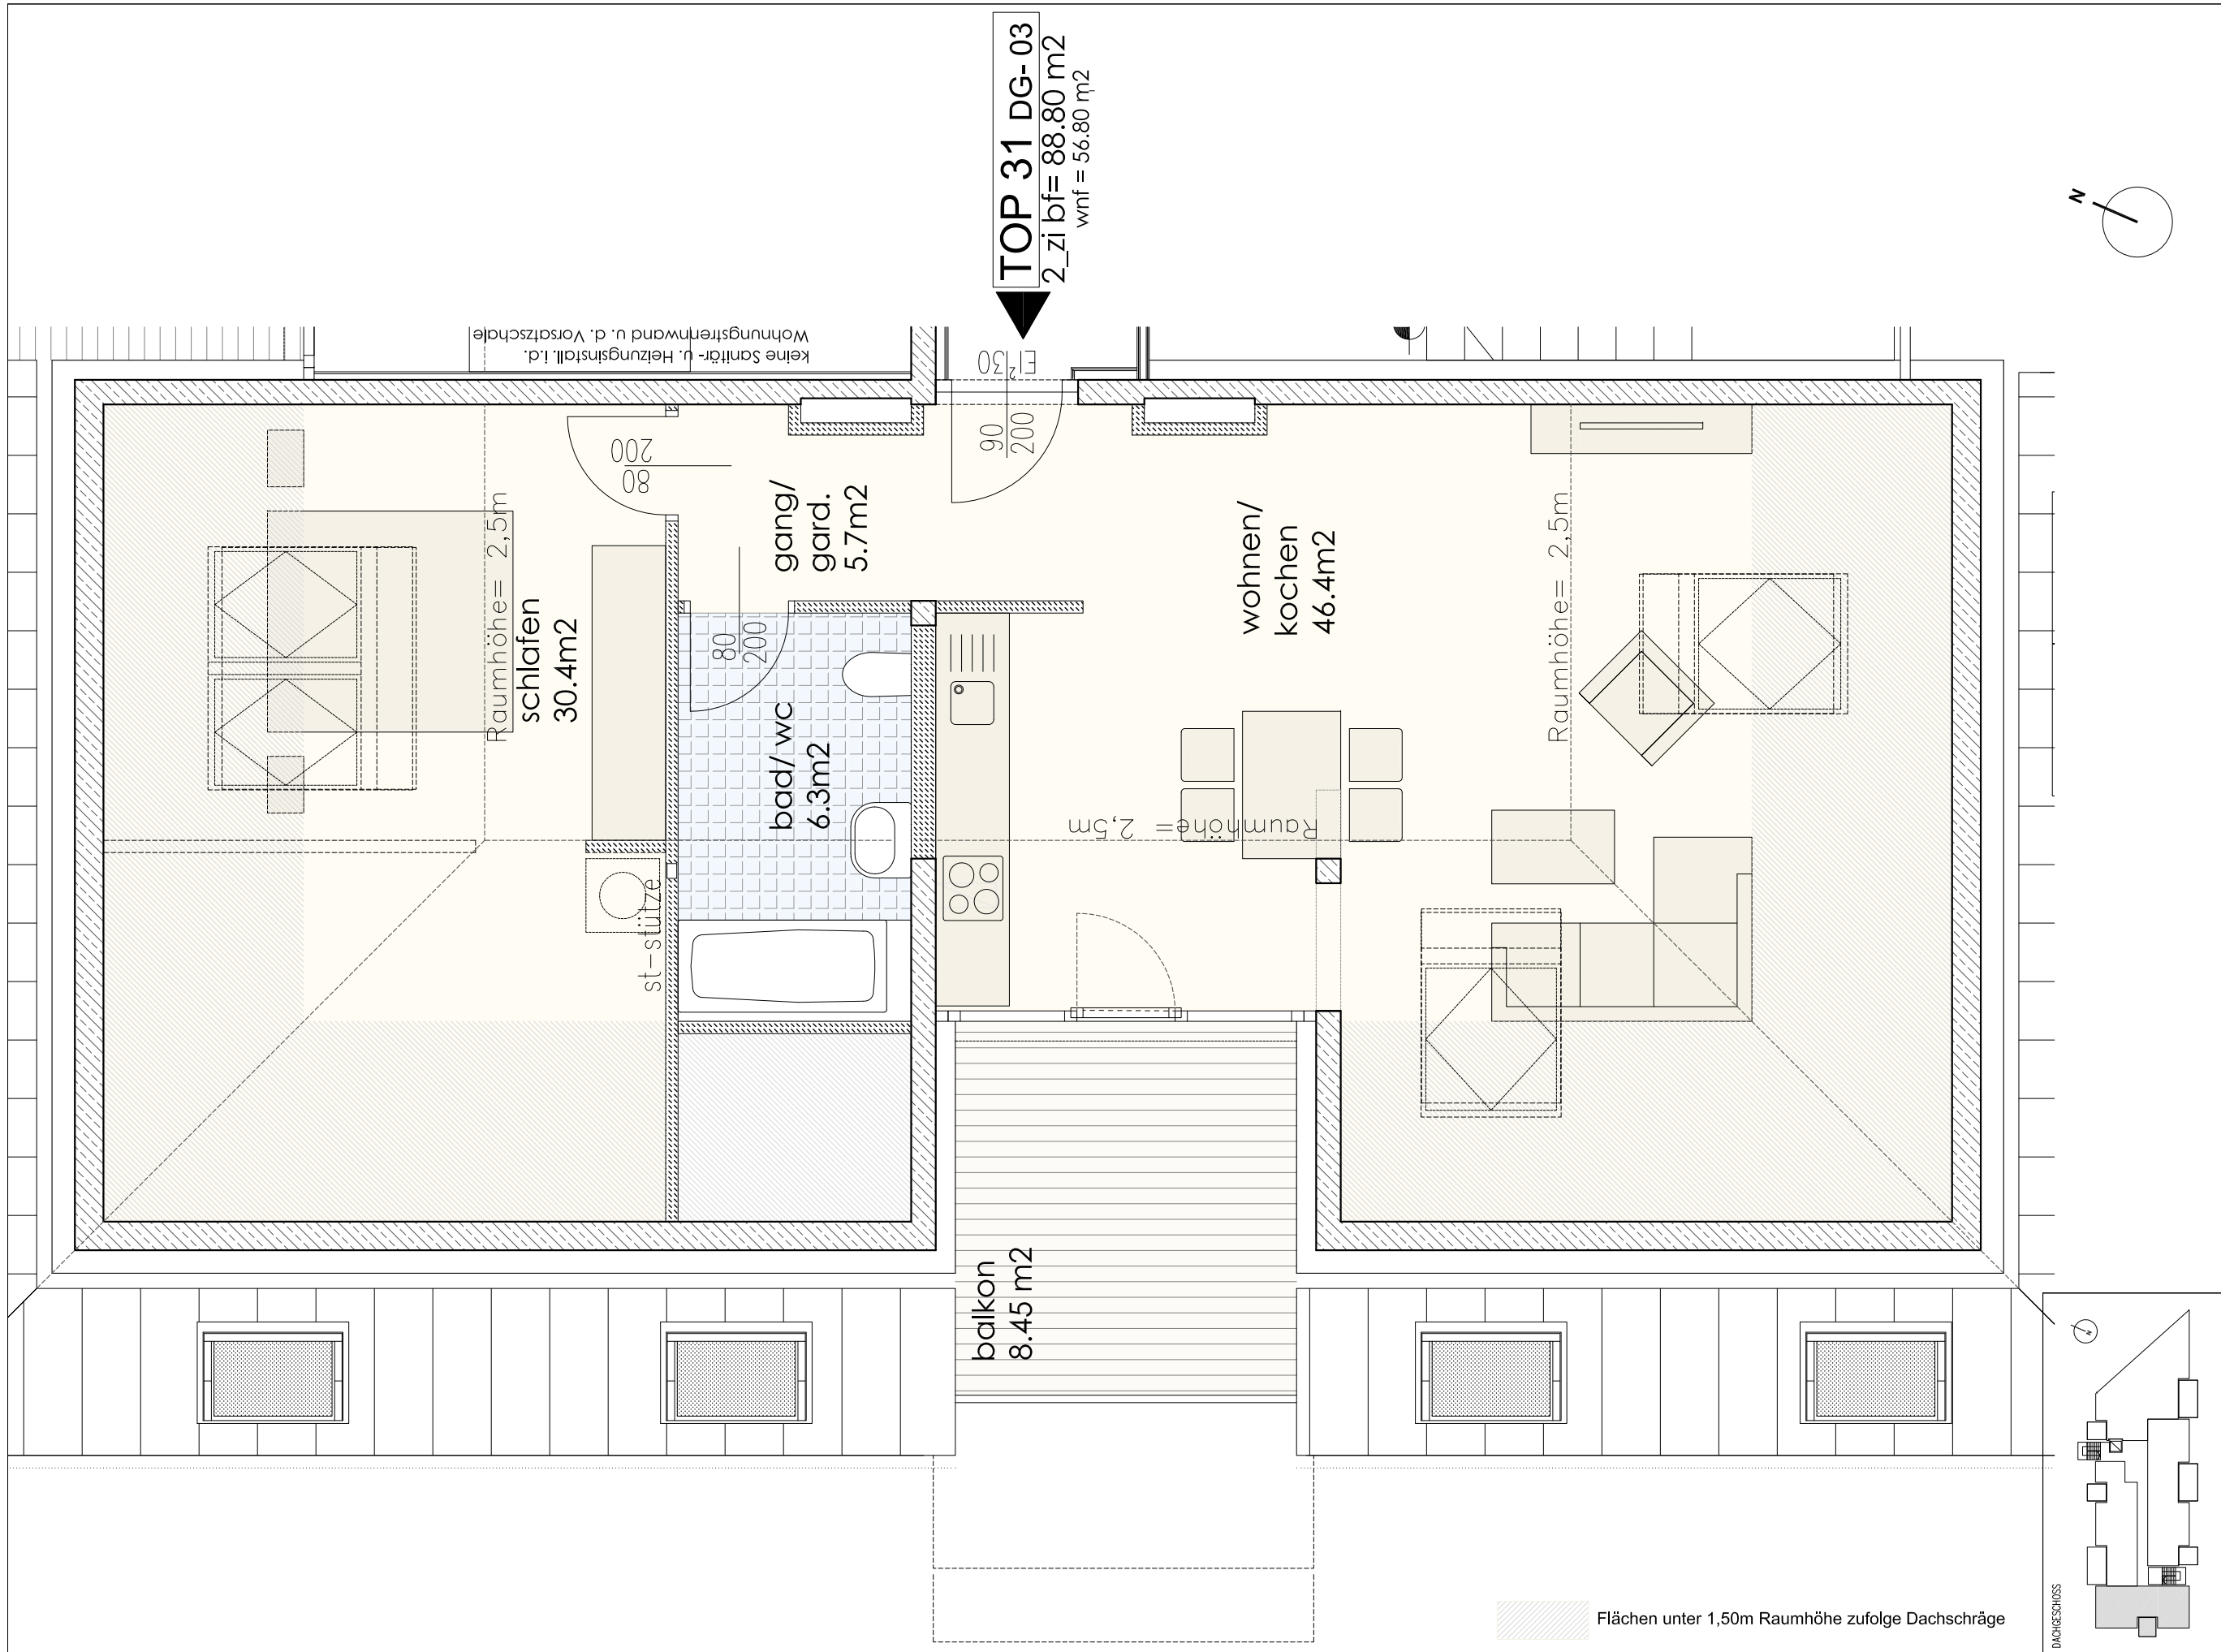 TOP 31 DG- 03
2_zi bf= 88.80 m2
wnf = 56.80 m2
N
keine Sanitär- u. Heizungsinstall. i.d.
Wohnungstrennwand u. d. Vorsatzschale
EI²30
90
200
80
200
gang/
gard.
5.7m2
Raumhöhe= 2,5m
schlafen
30.4m2
80
200
bad/ wc
6.3m2
st-stütze
wohnen/
kochen
46.4m2
Raumhöhe= 2,5m
Raumhöhe= 2,5m
balkon
8.45 m2
N
DACHGESCHOSS
Flächen unter 1,50m Raumhöhe zufolge Dachschräge